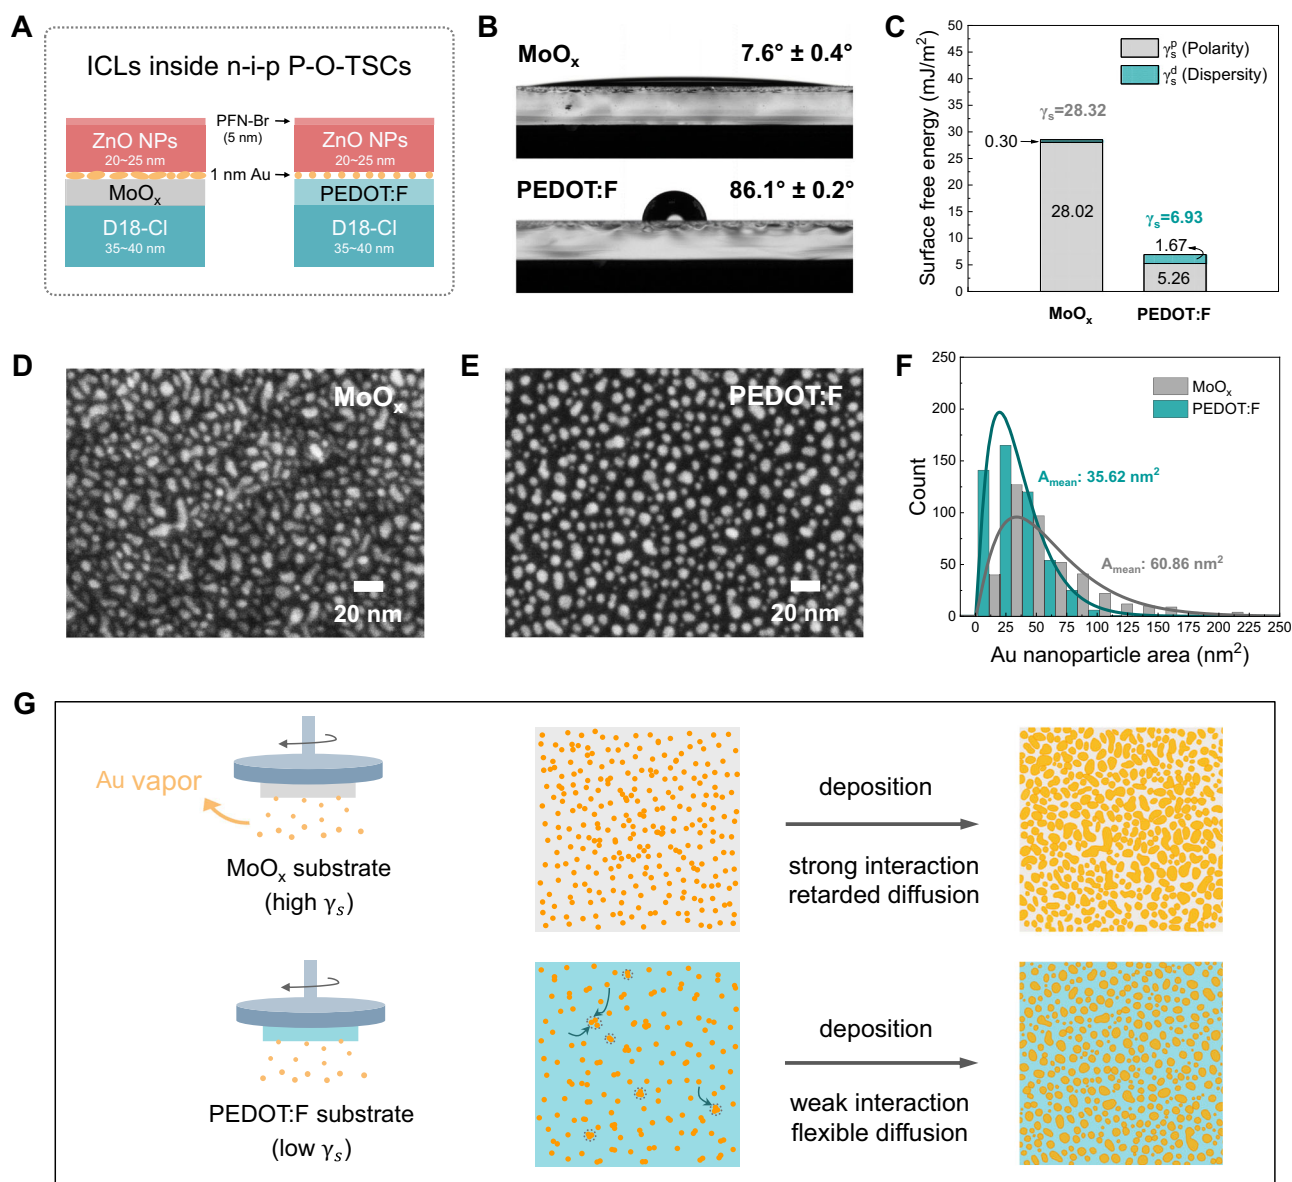 A
ICLs inside n-i-p P-O-TSCs
PFN-Br
(5 nm)
ZnO NPs
20~25 nm
1 nm Au
MoOₓ
D18-Cl
35~40 nm
ZnO NPs
20~25 nm
PEDOT:F
D18-Cl
35~40 nm
B
MoOₓ
7.6° ± 0.4°
PEDOT:F
86.1° ± 0.2°
C
Surface free energy (mJ/m²)
50
45
40
35
30
25
20
15
10
5
0
γₛᵖ (Polarity)
γₛᵈ (Dispersity)
γₛ=28.32
0.30
28.02
γₛ=6.93
1.67
5.26
MoOₓ
PEDOT:F
D
MoOₓ
20 nm
E
PEDOT:F
20 nm
F
Count
250
200
150
100
50
0
MoOₓ
PEDOT:F
Aₘₑₐₙ: 35.62 nm²
Aₘₑₐₙ: 60.86 nm²
0 25 50 75 100 125 150 175 200 225 250
Au nanoparticle area (nm²)
G
Au vapor
MoOₓ substrate
(high γₛ)
deposition
strong interaction
retarded diffusion
PEDOT:F substrate
(low γₛ)
deposition
weak interaction
flexible diffusion